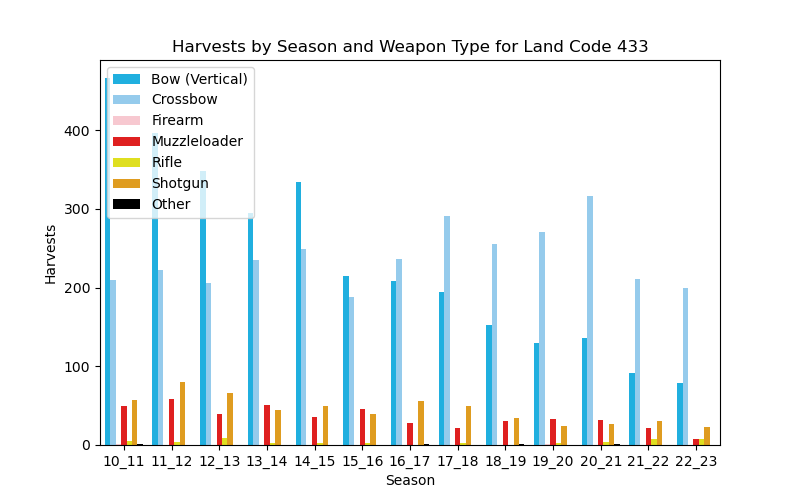 Harvests by Season and Weapon Type for Land Code 433
Bow (Vertical)
Crossbow
Firearm
Muzzleloader
Rifle
Shotgun
Other
400
300
200
100
0
Harvests
10_11 11_12 12_13 13_14 14_15 15_16 16_17 17_18 18_19 19_20 20_21 21_22 22_23
Season